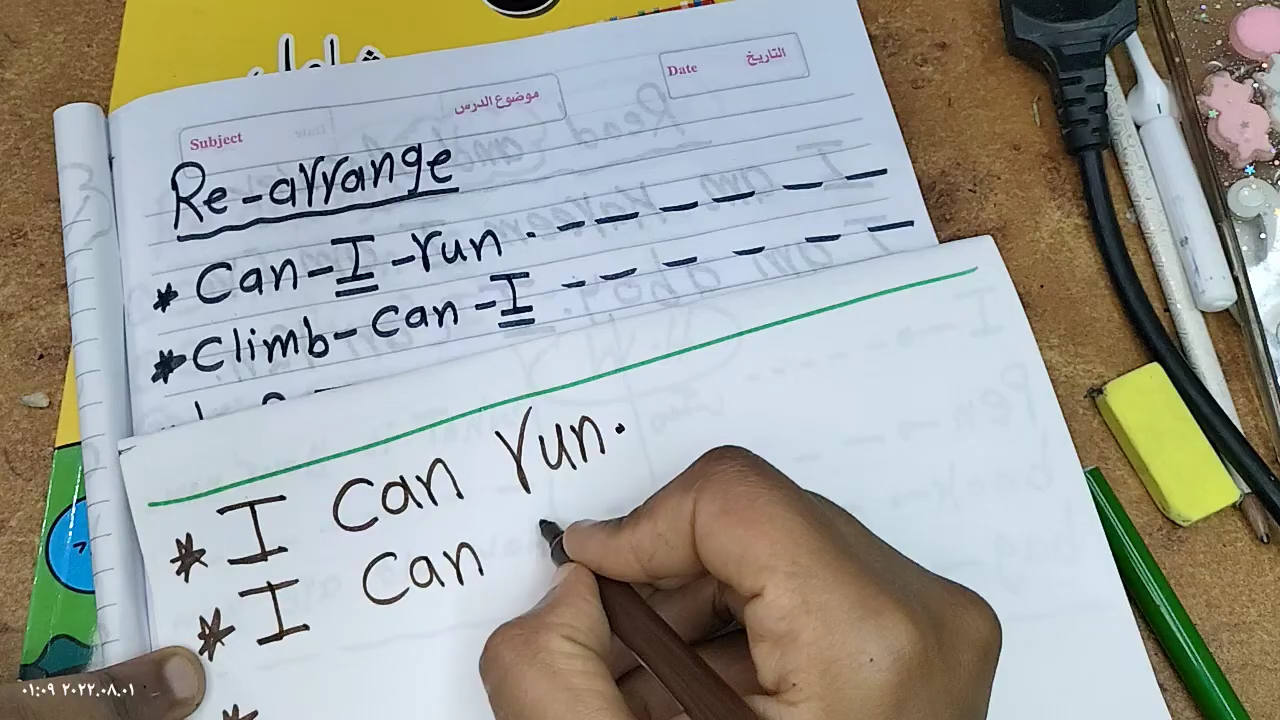 Subject موضوع الدرس Date التاريخ
Re-arrange
* Can-I-run. - - - - - -
* Climb-can-I - - - - - -
* I can run.
* I can
*
٠١:٠٩ ٢٠٢٢.٠٨.٠١